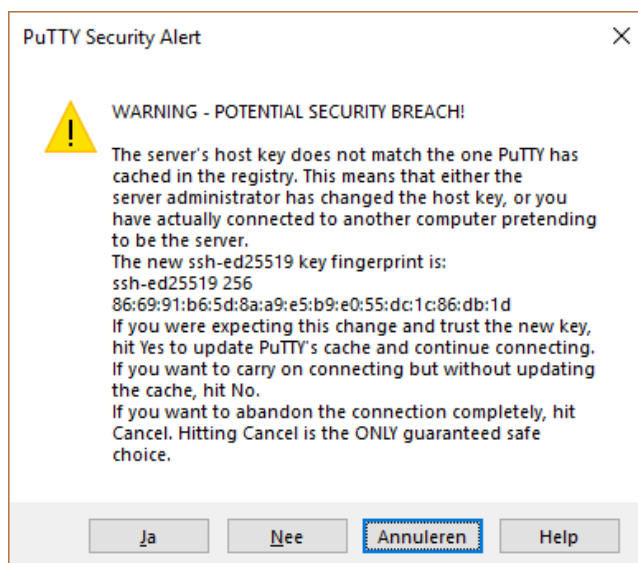 PuTTY Security Alert
WARNING - POTENTIAL SECURITY BREACH!
The server's host key does not match the one PuTTY has
cached in the registry. This means that either the
server administrator has changed the host key, or you
have actually connected to another computer pretending
to be the server.
The new ssh-ed25519 key fingerprint is:
ssh-ed25519 256
86:69:91:b6:5d:8a:a9:e5:b9:e0:55:dc:1c:86:db:1d
If you were expecting this change and trust the new key,
hit Yes to update PuTTY's cache and continue connecting.
If you want to carry on connecting but without updating
the cache, hit No.
If you want to abandon the connection completely, hit
Cancel. Hitting Cancel is the ONLY guaranteed safe
choice.
Ja Nee Annuleren Help